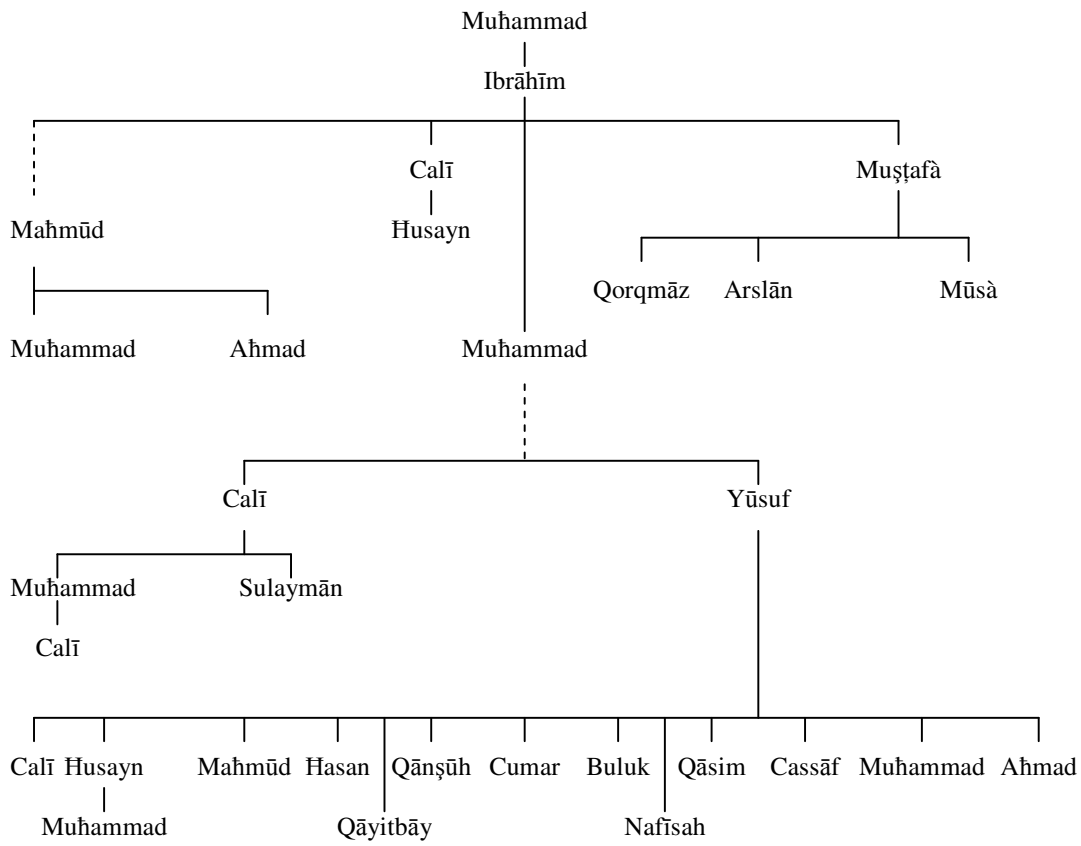 Muħammad
Ibrāhīm
Calī Muşţafà
Maħmūd Ħusayn
Qorqmāz Arslān Mūsà
Muħammad Aħmad Muħammad
Calī Yūsuf
Muħammad Sulaymān
Calī
Calī Ħusayn Maħmūd Ħasan Qānşūh Cumar Buluk Qāsim Cassāf Muħammad Aħmad
Muħammad Qāyitbāy Nafīsah